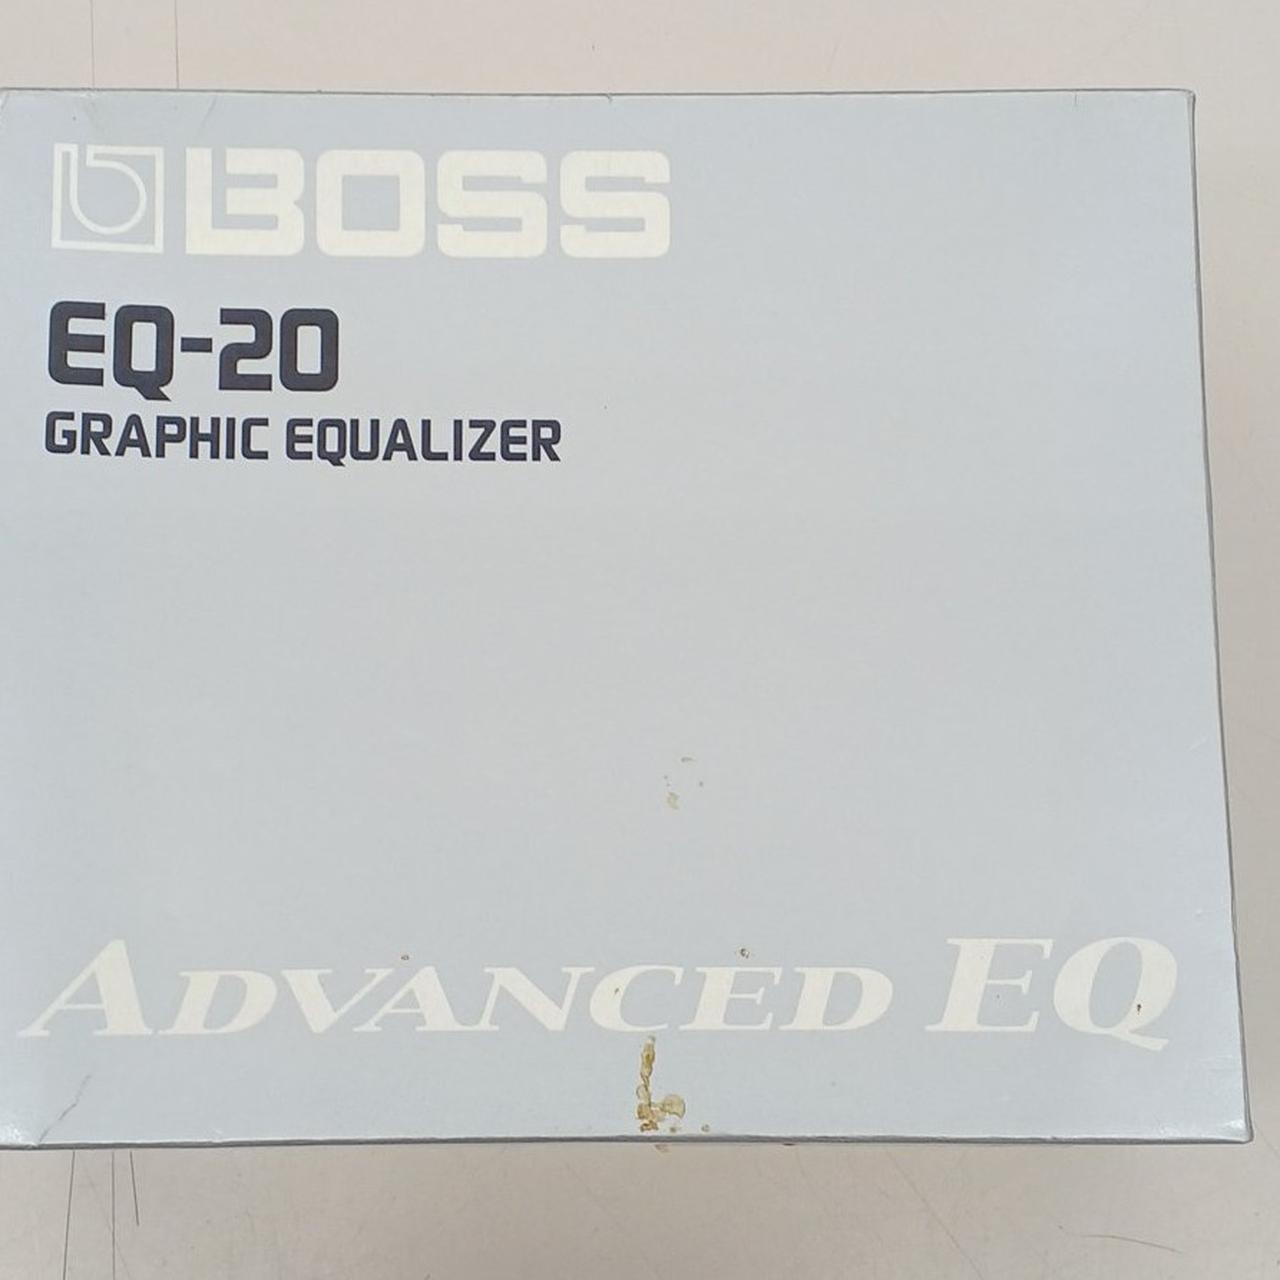 BOSS
EQ-20
GRAPHIC EQUALIZER
ADVANCED EQ